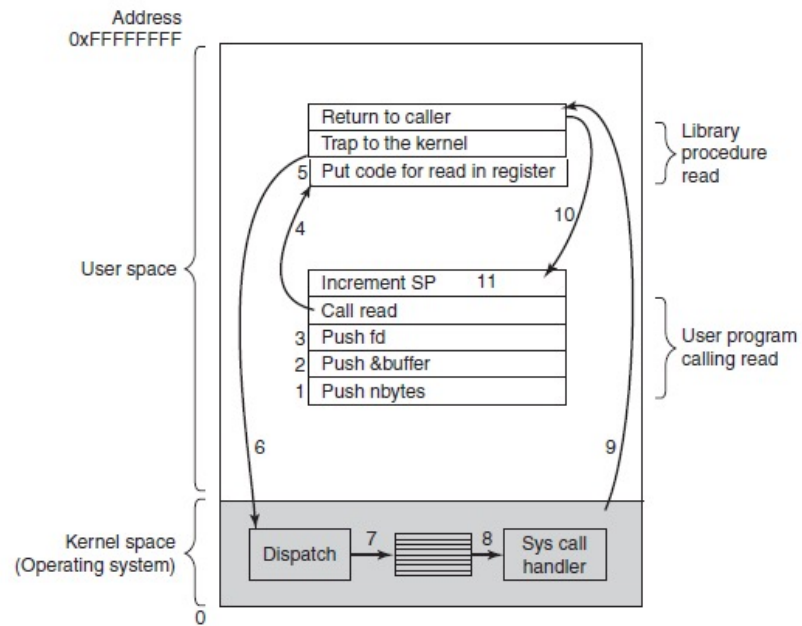 Address
0xFFFFFFFF
Return to caller
Trap to the kernel
5 Put code for read in register
Library
procedure
read
4
10
User space
Increment SP 11
Call read
3 Push fd
2 Push &buffer
1 Push nbytes
User program
calling read
6
9
Kernel space
(Operating system)
Dispatch
7
8
Sys call
handler
0